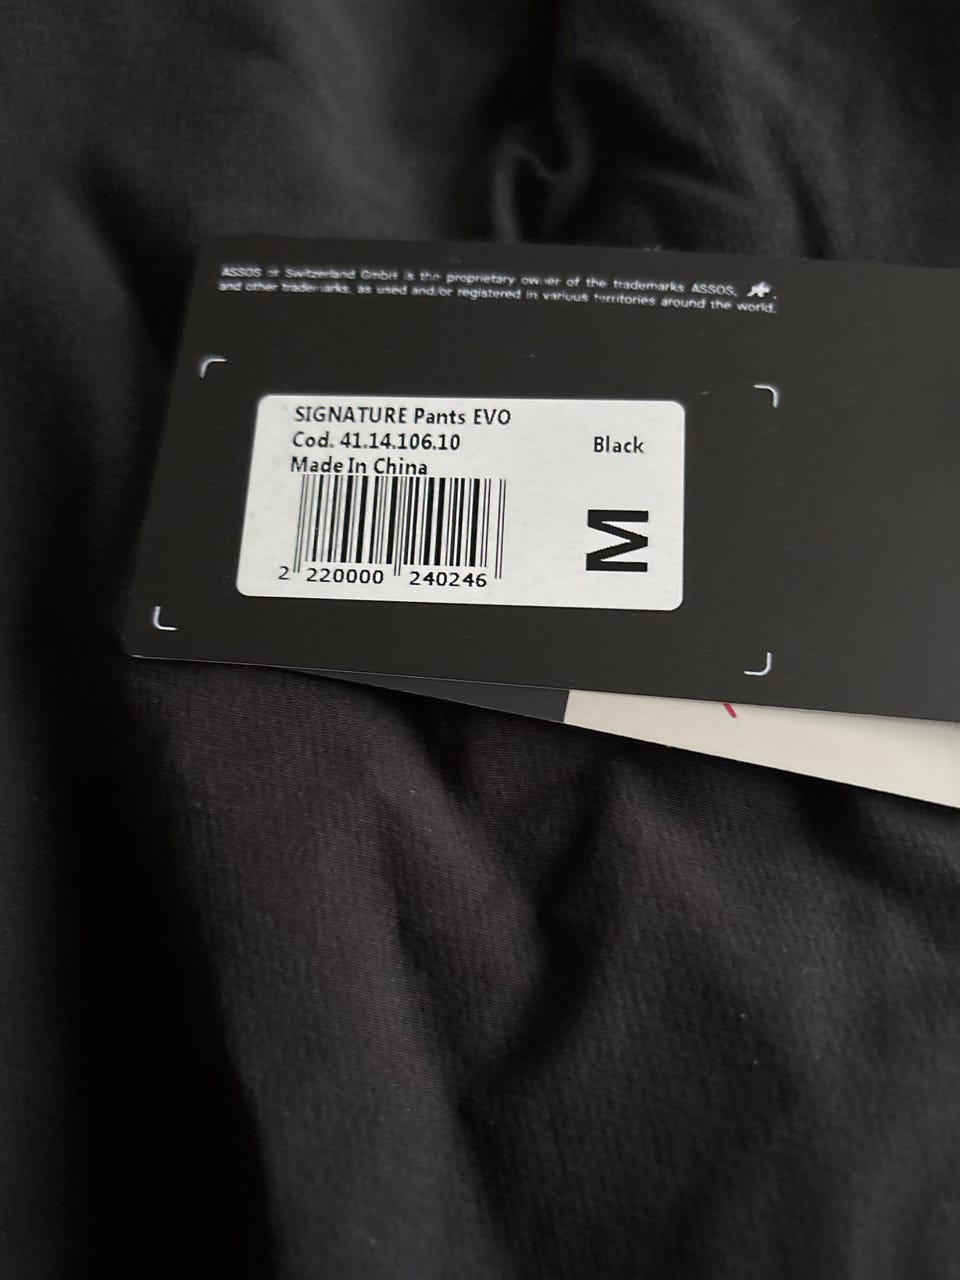 ASSOS of Switzerland GmbH is the proprietary owner of the trademarks ASSOS,
and other trademarks, as used and/or registered in various territories around the world.
SIGNATURE Pants EVO
Cod. 41.14.106.10
Black
Made In China
M
2 220000 240246